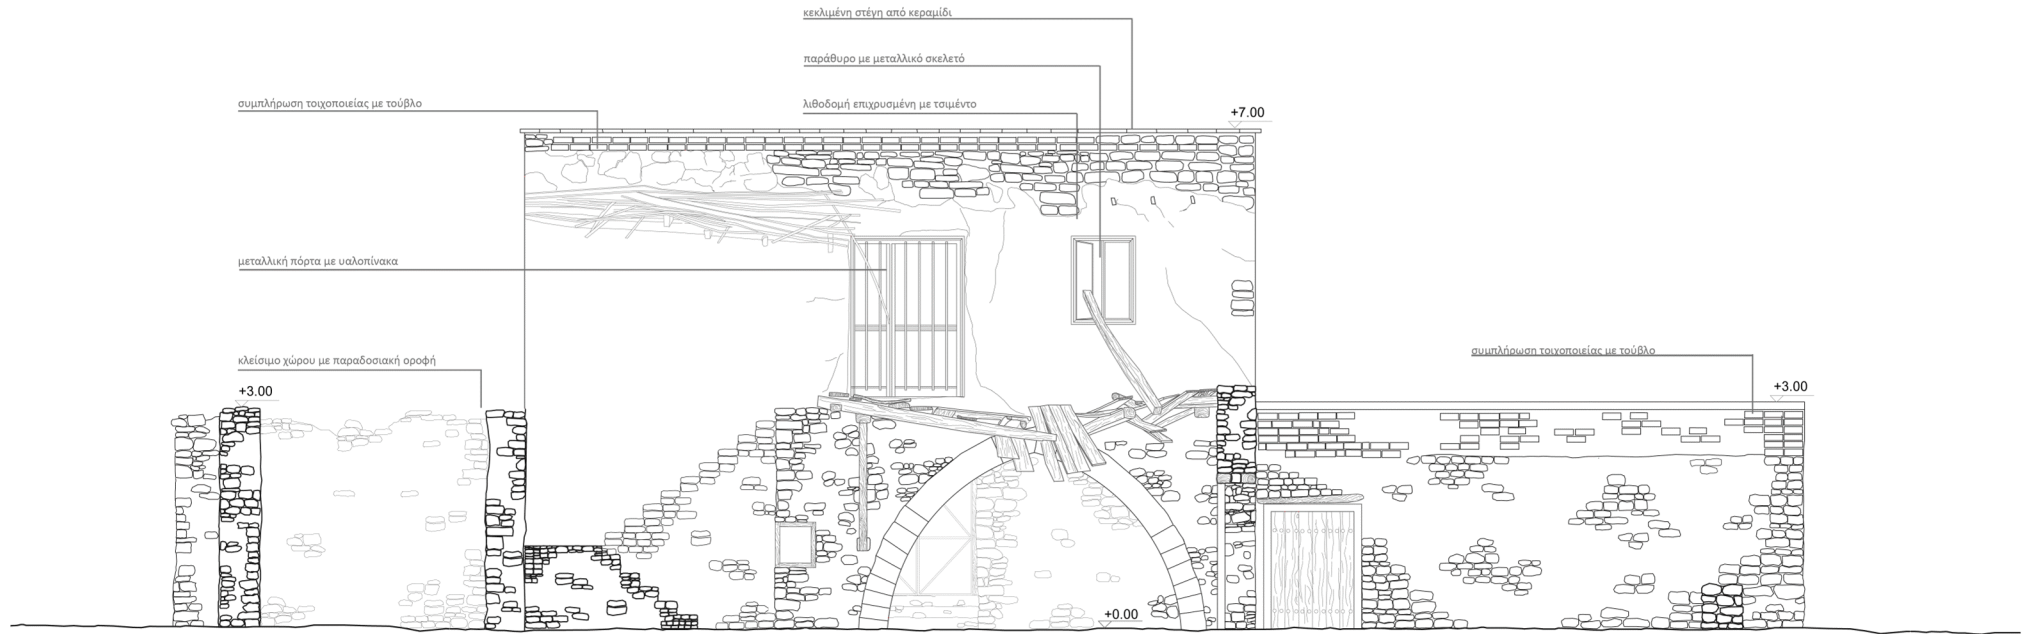 κεκλιμένη στέγη από κεραμίδι
παράθυρο με μεταλλικό σκελετό
συμπλήρωση τοιχοποιείας με τούβλο
λιθοδομή επιχρυσμένη με τσιμέντο
+7.00
μεταλλική πόρτα με υαλοπίνακα
συμπλήρωση τοιχοποιείας με τούβλο
κλείσιμο χώρου με παραδοσιακή οροφή
+3.00
+3.00
+0.00